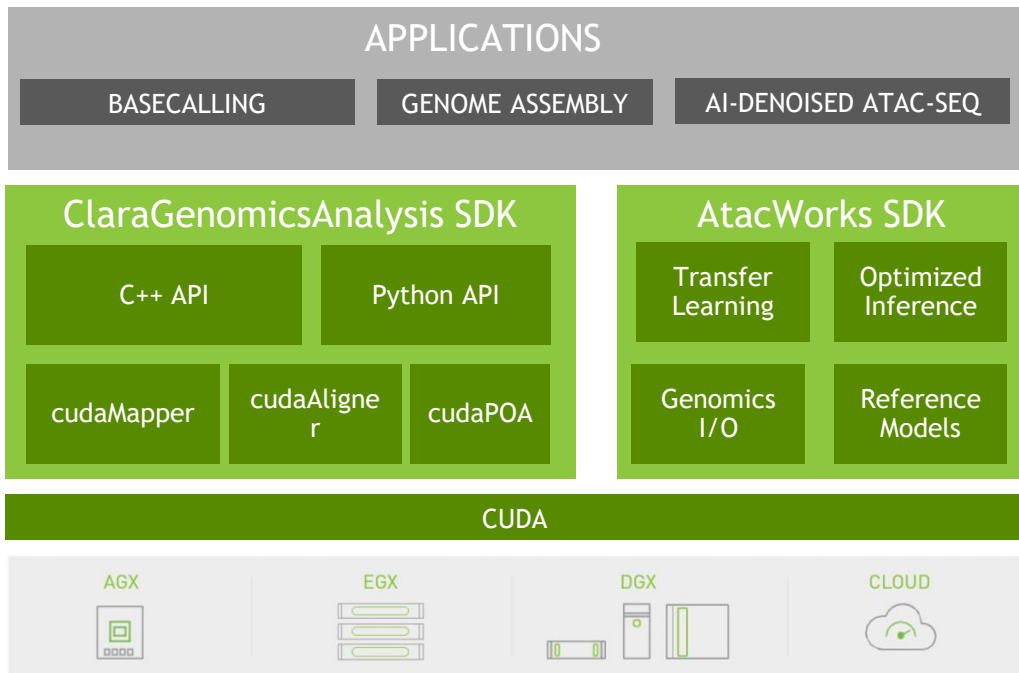 APPLICATIONS
BASECALLING
GENOME ASSEMBLY
AI-DENOISED ATAC-SEQ
ClaraGenomicsAnalysis SDK
C++ API
Python API
cudaMapper
cudaAligne
r
cudaPOA
AtacWorks SDK
Transfer
Learning
Optimized
Inference
Genomics
I/O
Reference
Models
CUDA
AGX
EGX
DGX
CLOUD